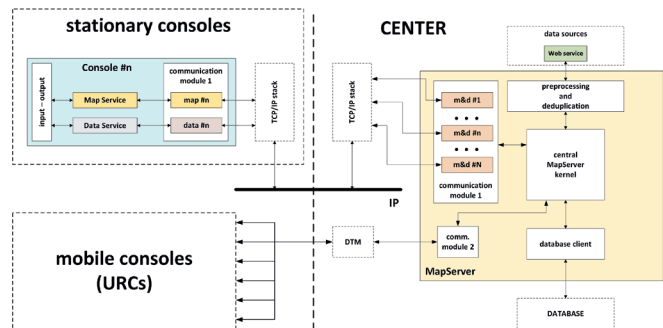 stationary consoles
CENTER
Console #n
input – output
Map Service
Data Service
communication
module 1
map #n
data #n
TCP/IP stack
TCP/IP stack
m&d #1
• • •
m&d #n
• • •
m&d #N
communication
module 1
data sources
Web service
preprocessing
and
deduplication
central
MapServer
kernel
IP
mobile consoles
(URCs)
DTM
comm.
module 2
database client
MapServer
DATABASE